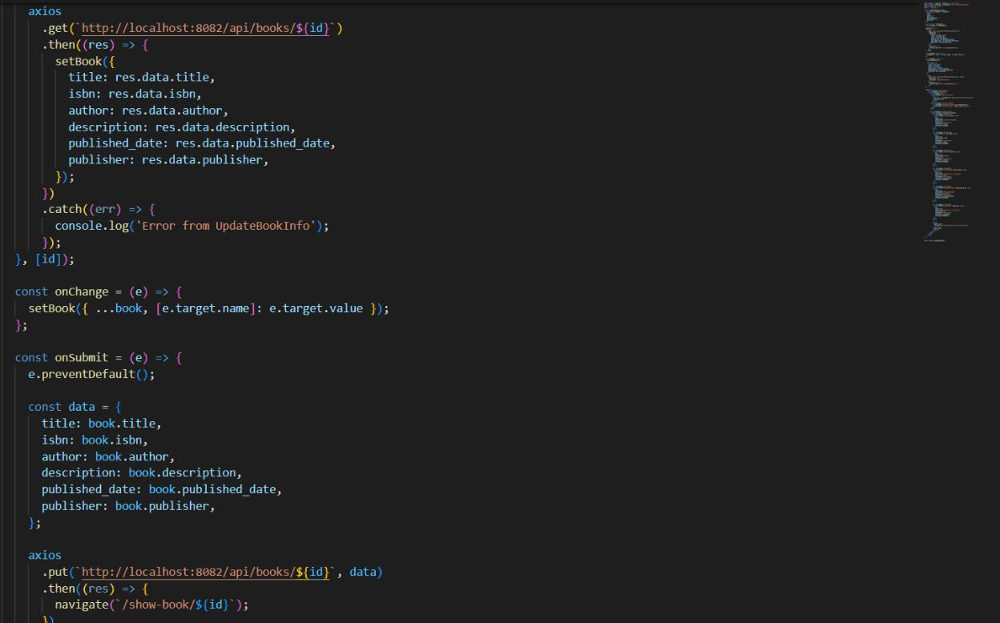 axios
.get(`http://localhost:8082/api/books/${id}`)
.then((res) => {
setBook({
title: res.data.title,
isbn: res.data.isbn,
author: res.data.author,
description: res.data.description,
published_date: res.data.published_date,
publisher: res.data.publisher,
});
})
.catch((err) => {
console.log('Error from UpdateBookInfo');
});
}, [id]);
const onChange = (e) => {
setBook({ ...book, [e.target.name]: e.target.value });
};
const onSubmit = (e) => {
e.preventDefault();
const data = {
title: book.title,
isbn: book.isbn,
author: book.author,
description: book.description,
published_date: book.published_date,
publisher: book.publisher,
};
axios
.put(`http://localhost:8082/api/books/${id}`, data)
.then((res) => {
navigate(`/show-book/${id}`);
})